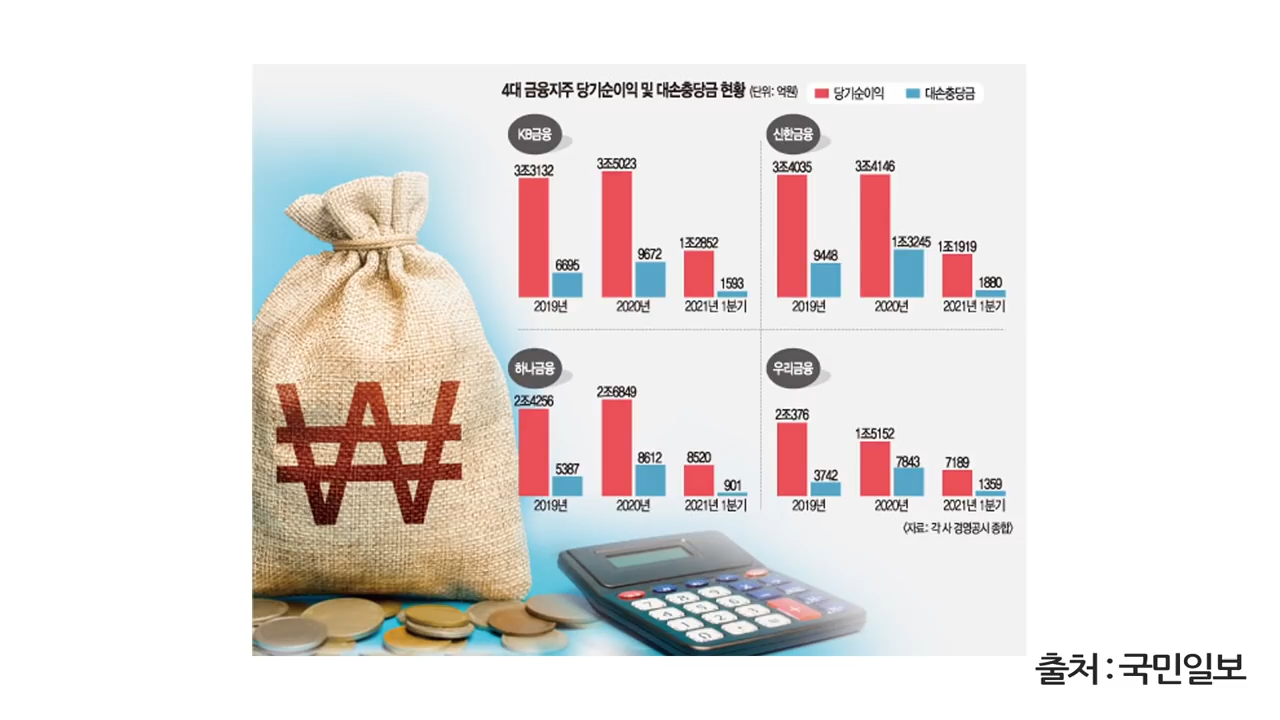 4대 금융지주 당기순이익 및 대손충당금 현황 (단위: 억원) 당기순이익 대손충당금
KB금융
3조3132
6695
2019년
3조5023
9672
2020년
1조2852
1593
2021년 1분기
신한금융
3조4035
9448
2019년
3조4146
1조3245
2020년
1조1919
1880
2021년 1분기
하나금융
2조4256
5387
2019년
2조6849
8612
2020년
8520
901
2021년 1분기
우리금융
2조376
3742
2019년
1조5152
7843
2020년
7189
1359
2021년 1분기
〈자료: 각 사 경영공시 종합〉
출처 : 국민일보